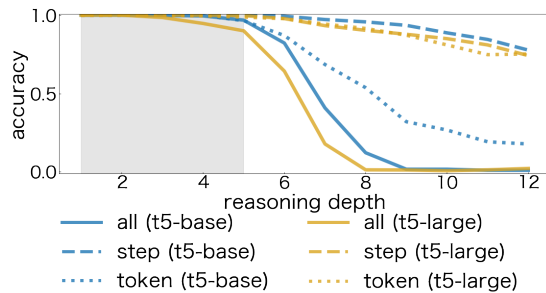 1.0
0.5
0.0
accuracy
2 4 6 8 10 12
reasoning depth
all (t5-base) all (t5-large)
step (t5-base) step (t5-large)
token (t5-base) token (t5-large)